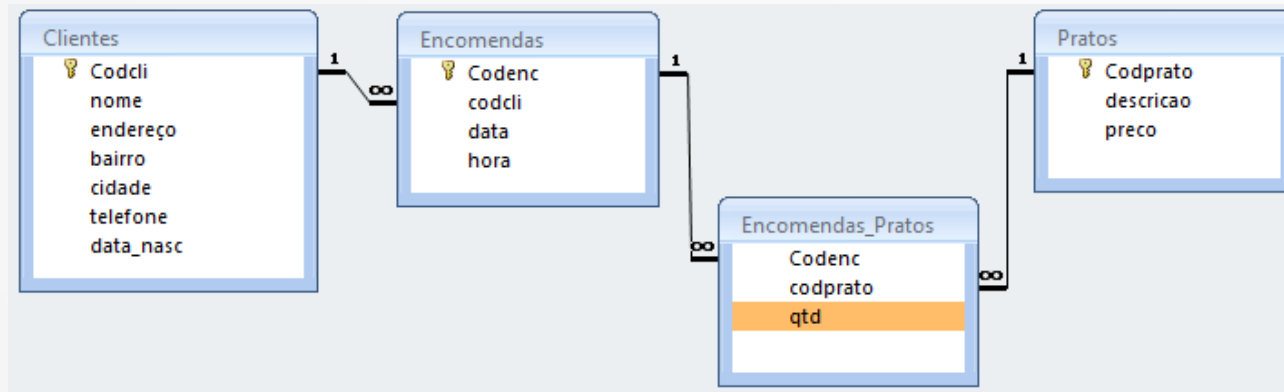 Clientes
Codcli
nome
endereço
bairro
cidade
telefone
data_nasc
1
∞
Encomendas
Codenc
codcli
data
hora
1
∞
Encomendas_Pratos
Codenc
codprato
qtd
∞
1
Pratos
Codprato
descricao
preco